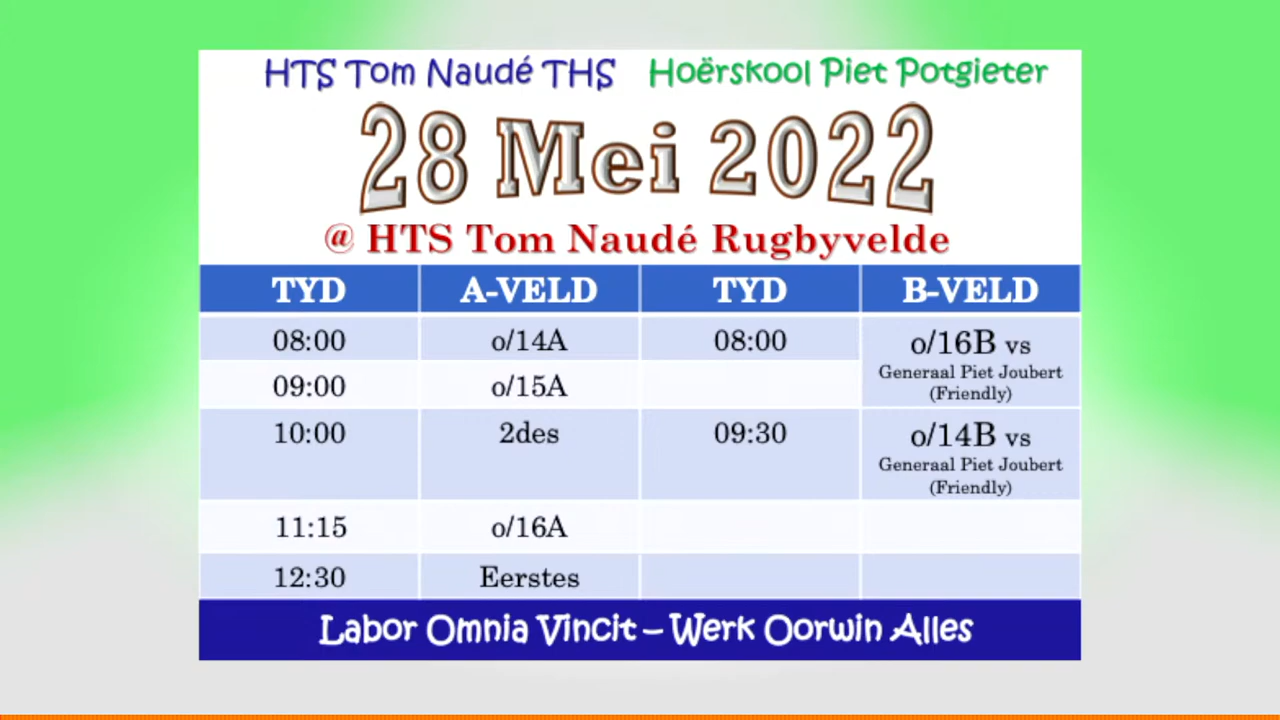 HTS Tom Naudé THS Hoërskool Piet Potgieter
28 Mei 2022
@ HTS Tom Naudé Rugbyvelde
TYD A-VELD TYD B-VELD
08:00 o/14A 08:00 o/16B vs
Generaal Piet Joubert
(Friendly)
09:00 o/15A
10:00 2des 09:30 o/14B vs
Generaal Piet Joubert
(Friendly)
11:15 o/16A
12:30 Eerstes
Labor Omnia Vincit – Werk Oorwin Alles